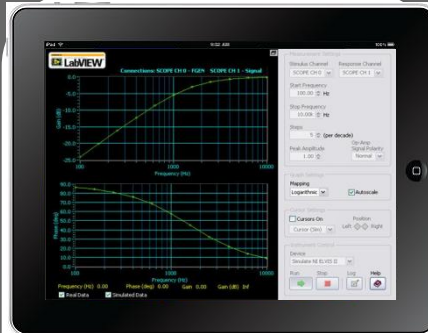 iPad
9:02 AM
100%
LabVIEW
Connections: SCOPE CH 0 - FGEN   SCOPE CH 1 - Signal
Gain (dB)
0.0
-5.0
-10.0
-15.0
-20.0
-25.0
100
1000
10000
Frequency (Hz)
Phase (deg)
90.0
80.0
70.0
60.0
50.0
40.0
30.0
20.0
10.0
0.0
100
1000
10000
Frequency (Hz)
Frequency (Hz) 0.00 Phase (deg) 0.00 Gain 0.00 Gain (dB) Inf
Real Data Simulated Data
Measurement Settings
Stimulus Channel Response Channel
SCOPE CH 0 SCOPE CH 1
Start Frequency
100.00 Hz
Stop Frequency
10.00k Hz
Steps
5 (per decade)
Peak Amplitude Op-Amp Signal Polarity
1.00 Normal
Graph Settings
Mapping
Logarithmic Autoscale
Cursor Settings
Cursors On Position
Cursor (Slim) Left Right
Instrument Control
Device
Simulate NI ELVIS II
Run Stop Log Help